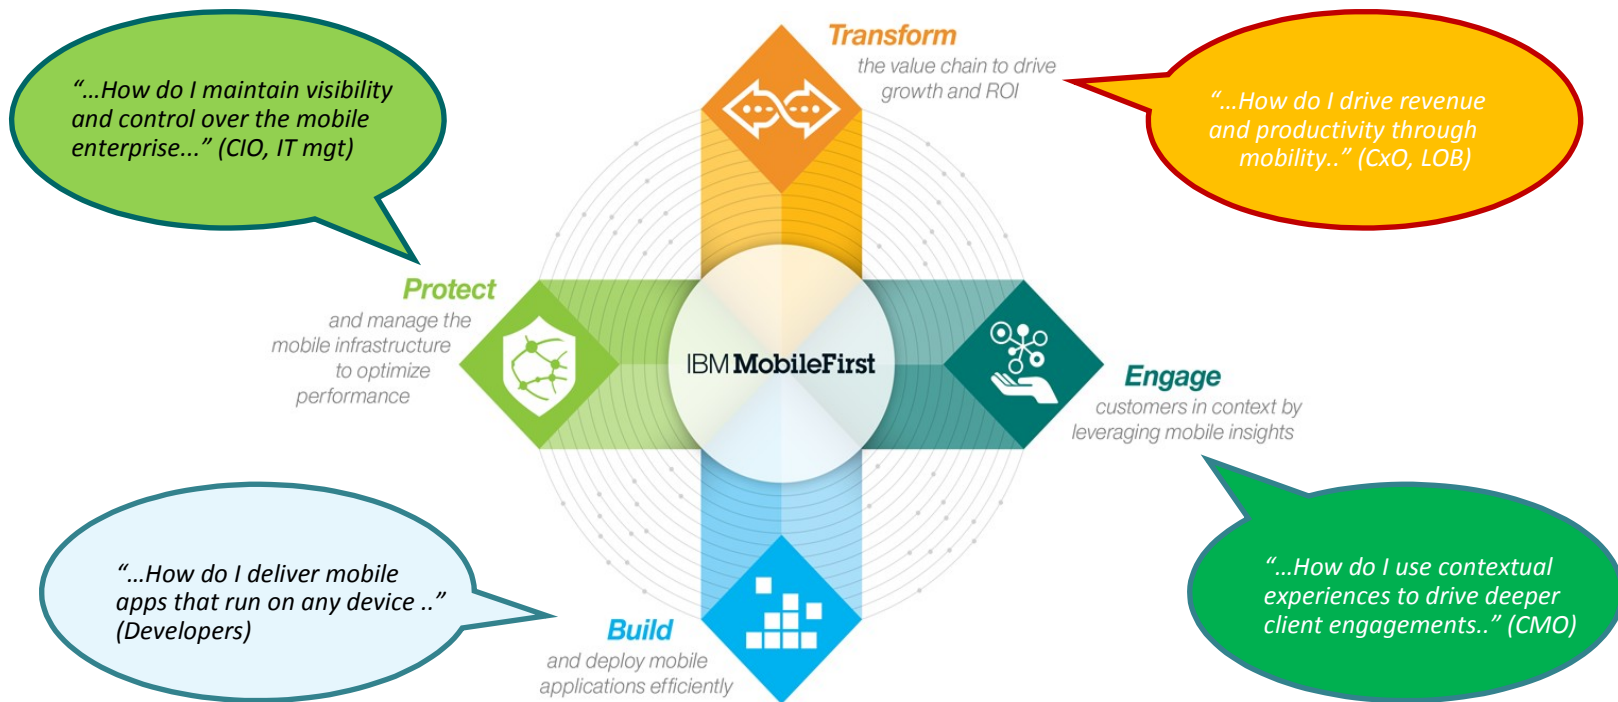 “...How do I maintain visibility
and control over the mobile
enterprise...” (CIO, IT mgt)
Transform
the value chain to drive
growth and ROI
“...How do I drive revenue
and productivity through
mobility..” (CxO, LOB)
Protect
and manage the
mobile infrastructure
to optimize
performance
IBM MobileFirst
Engage
customers in context by
leveraging mobile insights
“...How do I deliver mobile
apps that run on any device ..”
(Developers)
Build
and deploy mobile
applications efficiently
“...How do I use contextual
experiences to drive deeper
client engagements..” (CMO)